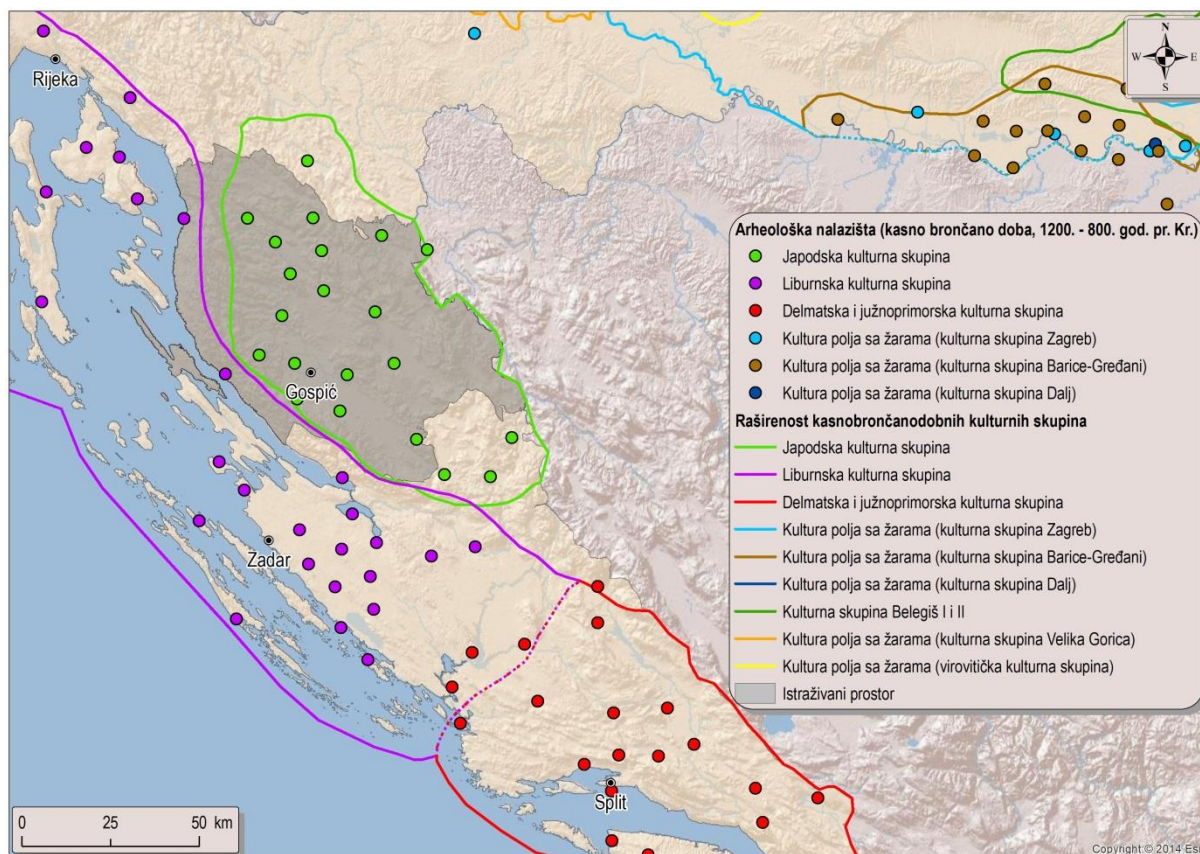 N
W E
S
Rijeka
Gospić
Zadar
Split
Arheološka nalazišta (kasno brončano doba, 1200. - 800. god. pr. Kr.)
Japodska kulturna skupina
Liburnska kulturna skupina
Delmatska i južnoprimorska kulturna skupina
Kultura polja sa žarama (kulturna skupina Zagreb)
Kultura polja sa žarama (kulturna skupina Barice-Gređani)
Kultura polja sa žarama (kulturna skupina Dalj)
Raširenost kasnobrončanodobnih kulturnih skupina
Japodska kulturna skupina
Liburnska kulturna skupina
Delmatska i južnoprimorska kulturna skupina
Kultura polja sa žarama (kulturna skupina Zagreb)
Kultura polja sa žarama (kulturna skupina Barice-Gređani)
Kultura polja sa žarama (kulturna skupina Dalj)
Kulturna skupina Belegiš I i II
Kultura polja sa žarama (kulturna skupina Velika Gorica)
Kultura polja sa žarama (virovitička kulturna skupina)
Istraživani prostor
0 25 50 km
Copyright:© 2014 Es